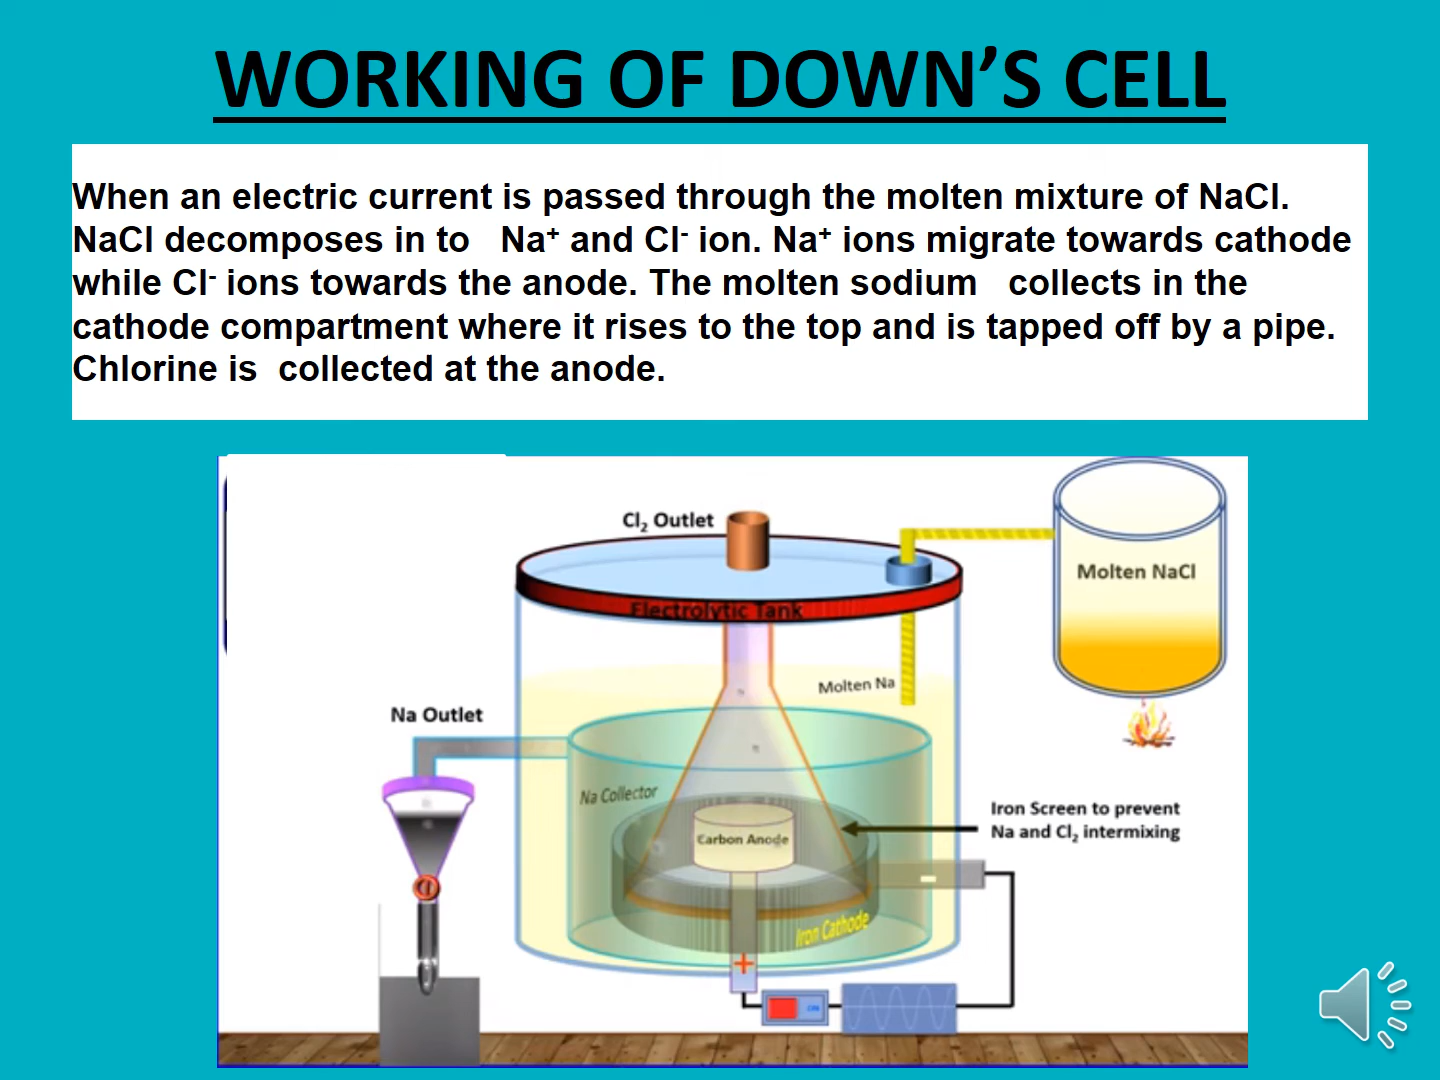 WORKING OF DOWN’S CELL
When an electric current is passed through the molten mixture of NaCl.
NaCl decomposes in to Na⁺ and Cl⁻ ion. Na⁺ ions migrate towards cathode
while Cl⁻ ions towards the anode. The molten sodium collects in the
cathode compartment where it rises to the top and is tapped off by a pipe.
Chlorine is collected at the anode.
Cl₂ Outlet
Electrolytic Tank
Molten NaCl
Molten Na
Na Outlet
Na Collector
Carbon Anode
Iron Screen to prevent
Na and Cl₂ intermixing
Iron Cathode
+